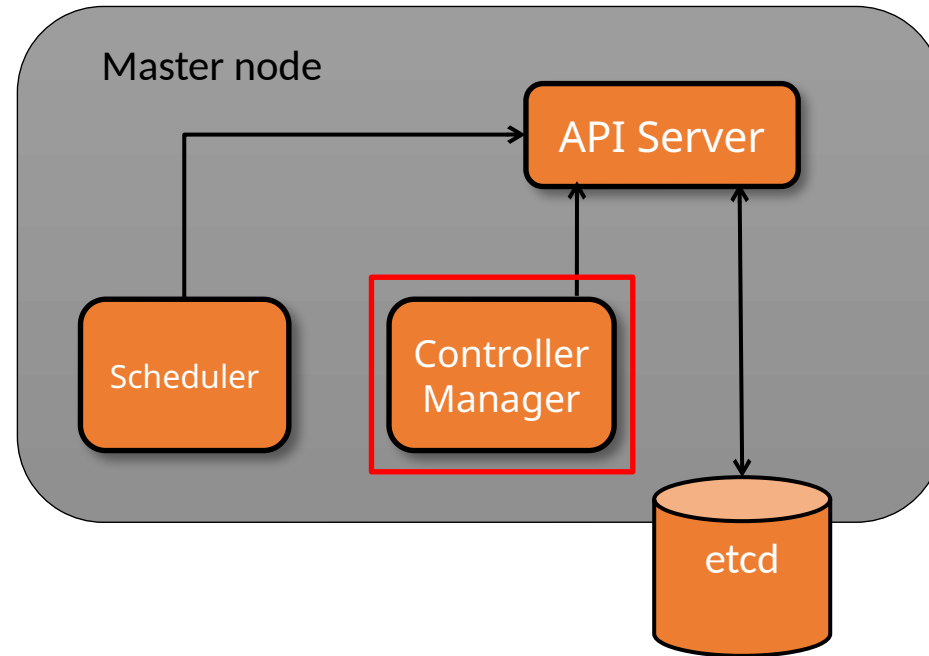 Master node
API Server
Scheduler
Controller
Manager
etcd